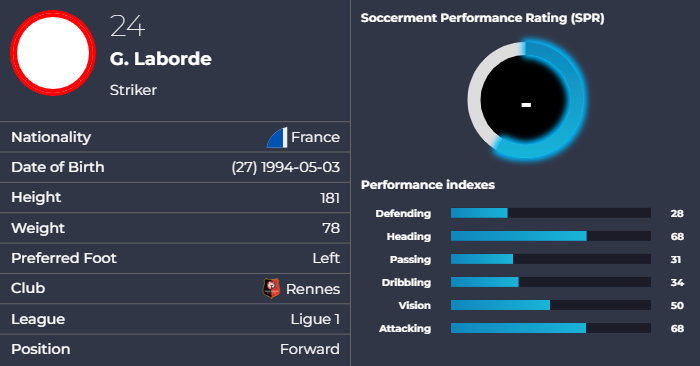 24
G. Laborde
Striker
Nationality France
Date of Birth (27) 1994-05-03
Height 181
Weight 78
Preferred Foot Left
Club Rennes
League Ligue 1
Position Forward
Soccerment Performance Rating (SPR)
-
Performance indexes
Defending 28
Heading 68
Passing 31
Dribbling 34
Vision 50
Attacking 68